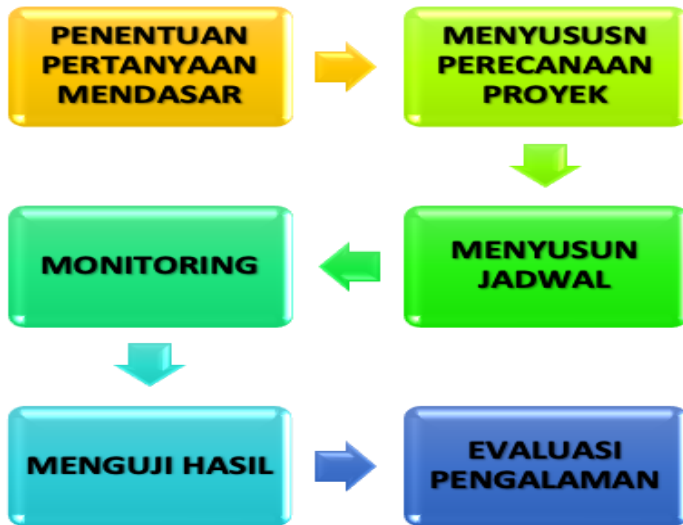 PENENTUAN
PERTANYAAN
MENDASAR
MENYUSUSN
PERECANAAN
PROYEK
MENYUSUN
JADWAL
MONITORING
MENGUJI HASIL
EVALUASI
PENGALAMAN